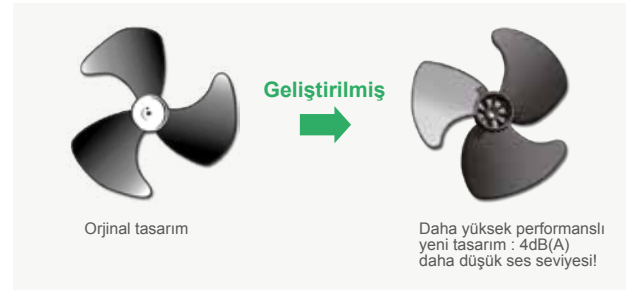 Geliştirilmiş
Orjinal tasarım
Daha yüksek performanslı
yeni tasarım : 4dB(A)
daha düşük ses seviyesi!